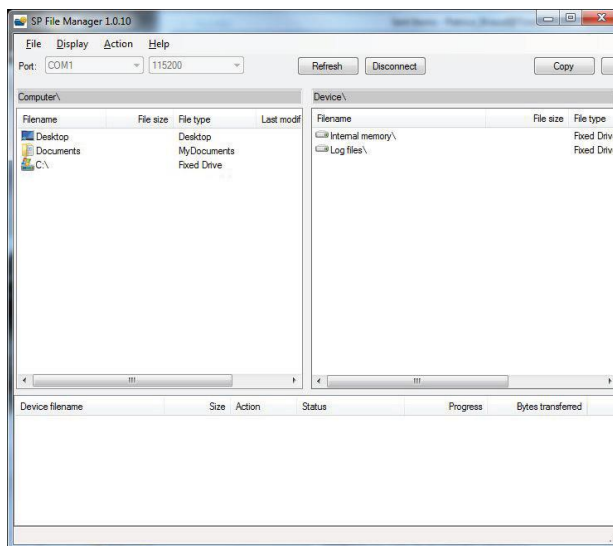 SP File Manager 1.0.10
File Display Action Help
Port: COM1 115200 Refresh Disconnect Copy
Computer\ Device\
Filename File size File type Last modif
Desktop Desktop
Documents MyDocuments
C:\ Fixed Drive
Filename File size File type
Internal memory\ Fixed Driv
Log files\ Fixed Driv
Device filename Size Action Status Progress Bytes transferred